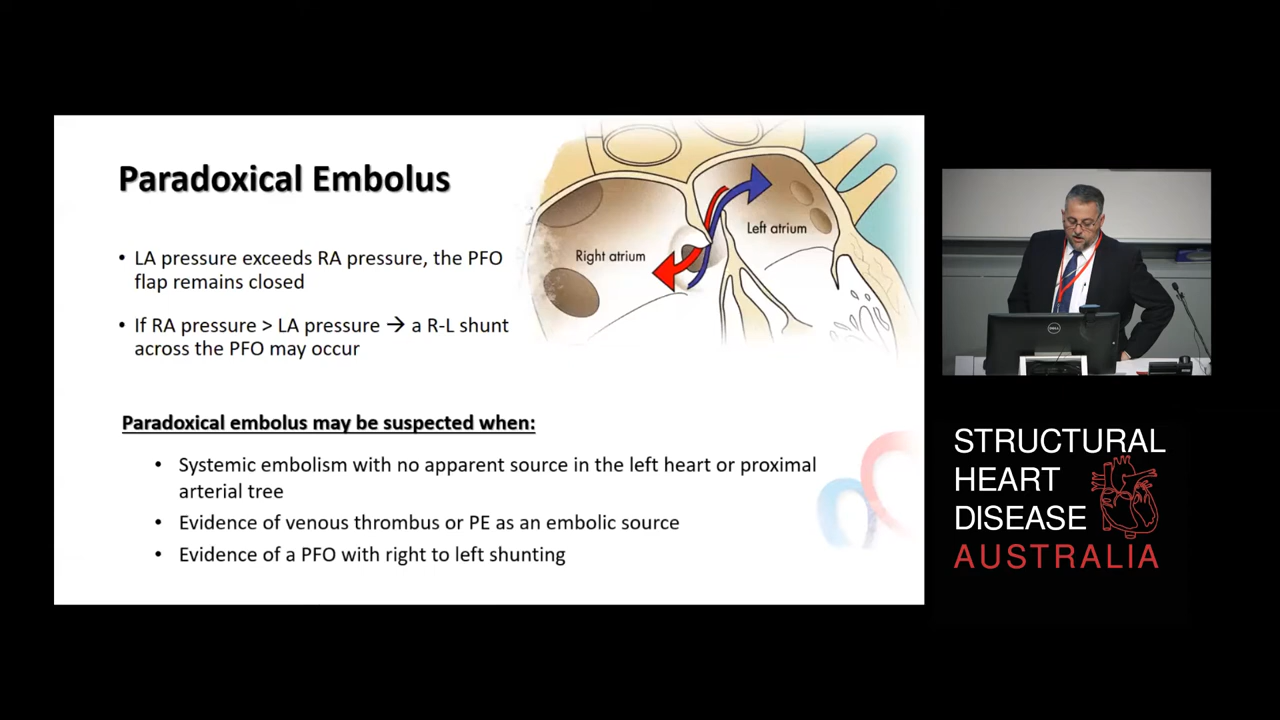 Paradoxical Embolus
• LA pressure exceeds RA pressure, the PFO
flap remains closed
• If RA pressure > LA pressure → a R-L shunt
across the PFO may occur
Right atrium
Left atrium
Paradoxical embolus may be suspected when:
• Systemic embolism with no apparent source in the left heart or proximal
arterial tree
• Evidence of venous thrombus or PE as an embolic source
• Evidence of a PFO with right to left shunting
DELL
STRUCTURAL
HEART
DISEASE
AUSTRALIA